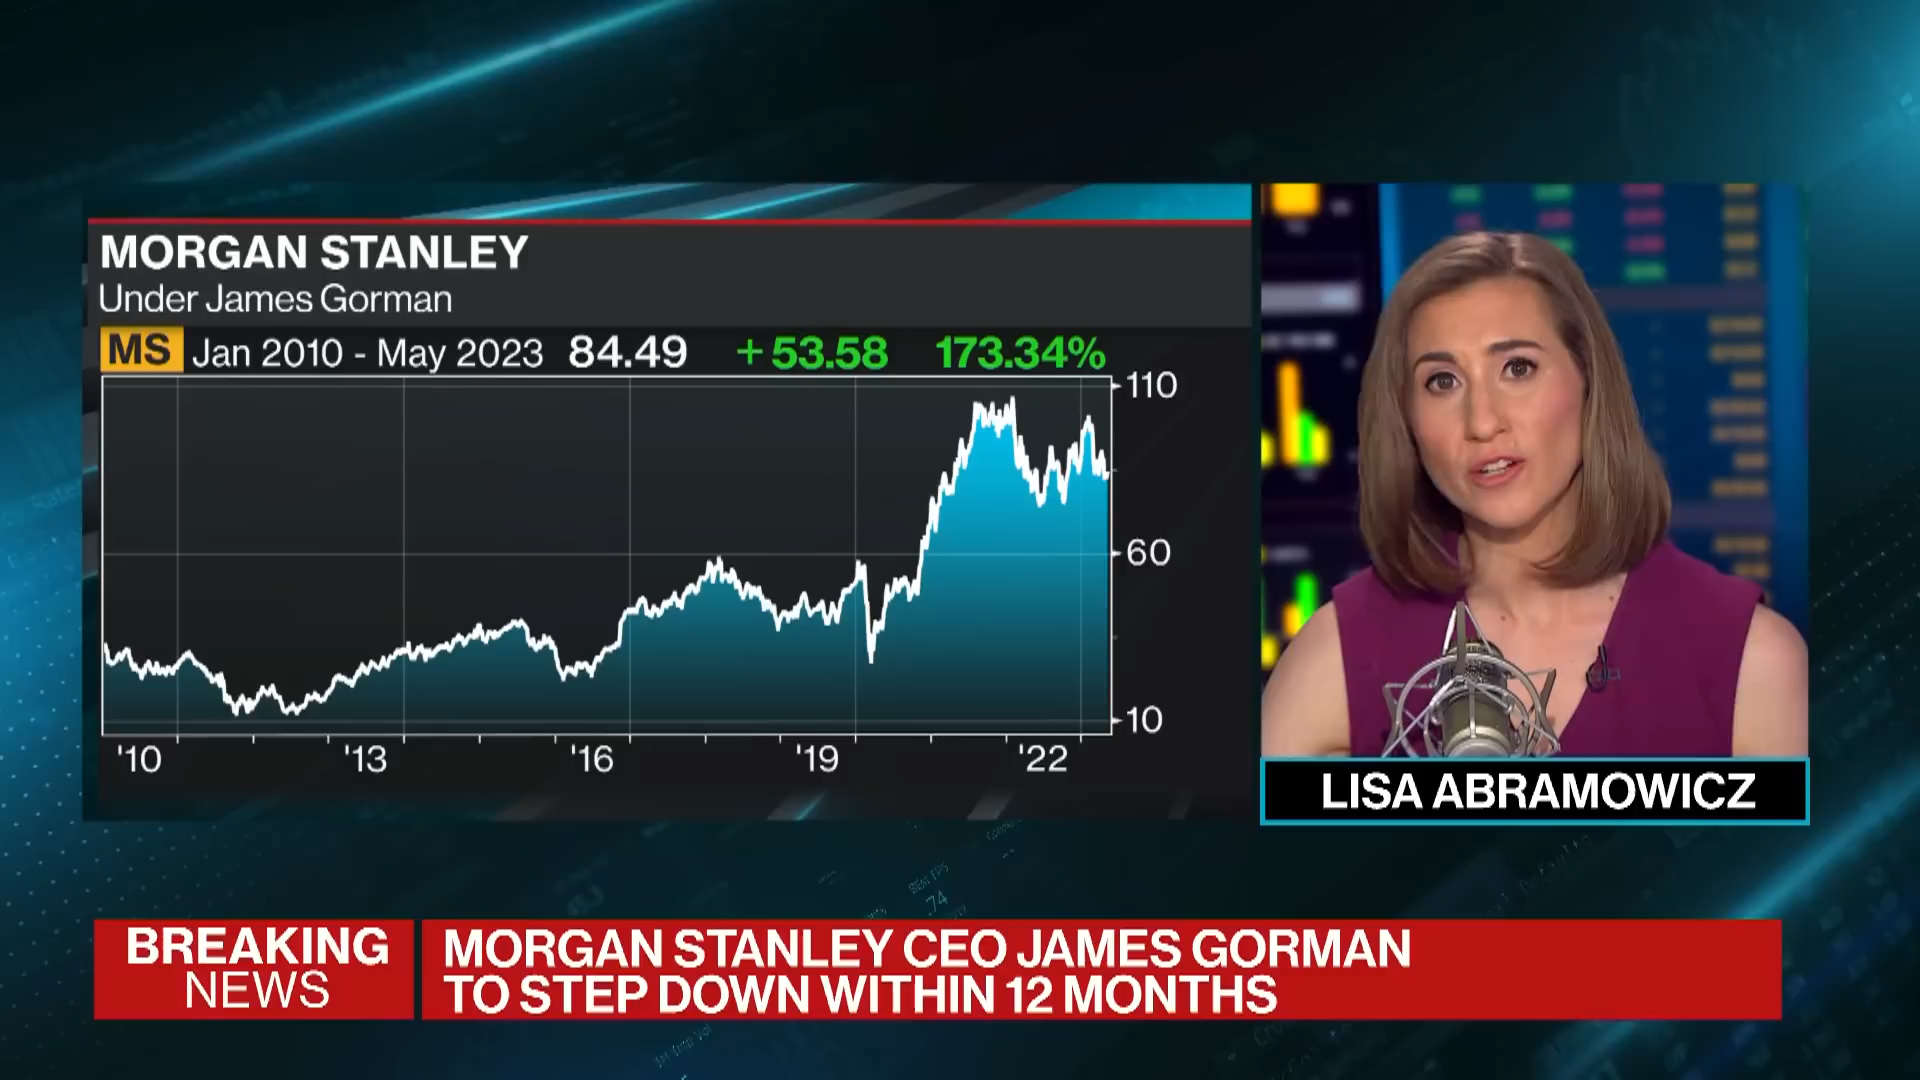 MORGAN STANLEY
Under James Gorman
MS Jan 2010 - May 2023 84.49 +53.58 173.34%
110
60
10
'10 '13 '16 '19 '22
LISA ABRAMOWICZ
BREAKING
NEWS
MORGAN STANLEY CEO JAMES GORMAN
TO STEP DOWN WITHIN 12 MONTHS